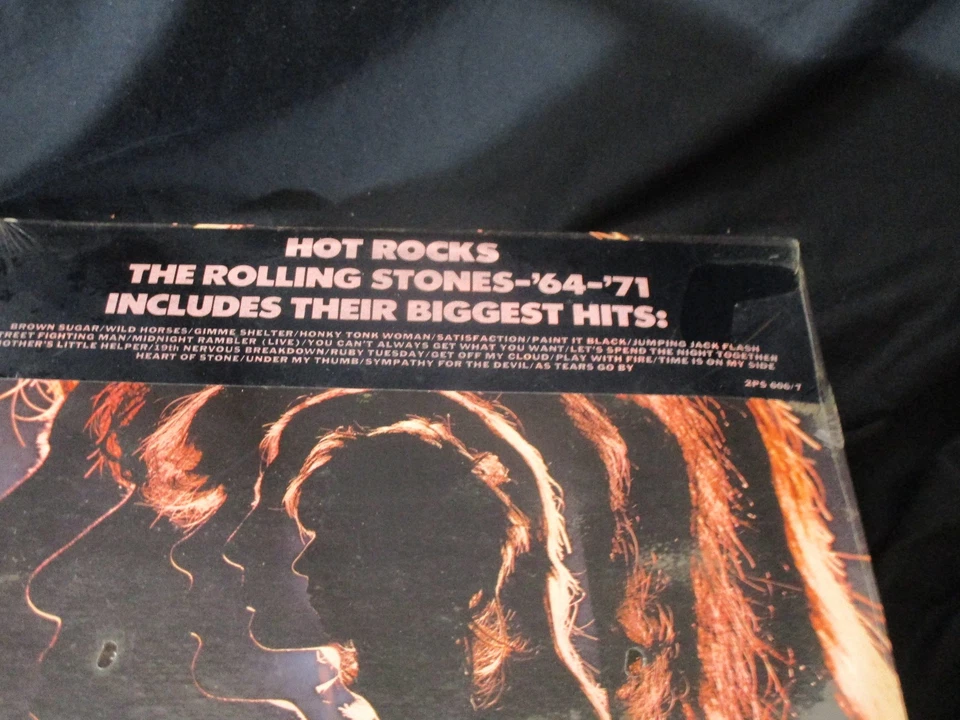 HOT ROCKS
THE ROLLING STONES-'64-'71
INCLUDES THEIR BIGGEST HITS:
BROWN SUGAR/WILD HORSES/GIMME SHELTER/HONKY TONK WOMAN/SATISFACTION/PAINT IT BLACK/JUMPING JACK FLASH
TREET FIGHTING MAN/MIDNIGHT RAMBLER (LIVE)/YOU CAN'T ALWAYS GET WHAT YOU WANT/LET'S SPEND THE NIGHT TOGETHER
OTHER'S LITTLE HELPER/19th NERVOUS BREAKDOWN/RUBY TUESDAY/GET OFF MY CLOUD/PLAY WITH FIRE/TIME IS ON MY SIDE
HEART OF STONE/UNDER MY THUMB/SYMPATHY FOR THE DEVIL/AS TEARS GO BY
2PS 606/7